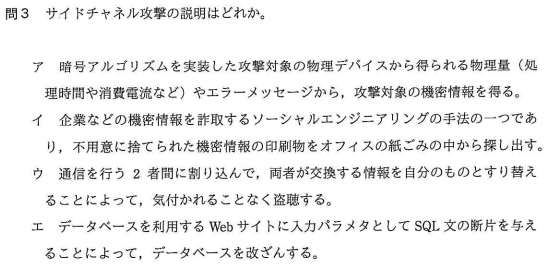 問3　サイドチャネル攻撃の説明はどれか。
ア　暗号アルゴリズムを実装した攻撃対象の物理デバイスから得られる物理量（処
理時間や消費電流など）やエラーメッセージから，攻撃対象の機密情報を得る。
イ　企業などの機密情報を詐取するソーシャルエンジニアリングの手法の一つであ
り，不用意に捨てられた機密情報の印刷物をオフィスの紙ごみの中から探し出す。
ウ　通信を行う 2 者間に割り込んで，両者が交換する情報を自分のものとすり替え
ることによって，気付かれることなく盗聴する。
エ　データベースを利用する Web サイトに入力パラメタとして SQL 文の断片を与え
ることによって，データベースを改ざんする。